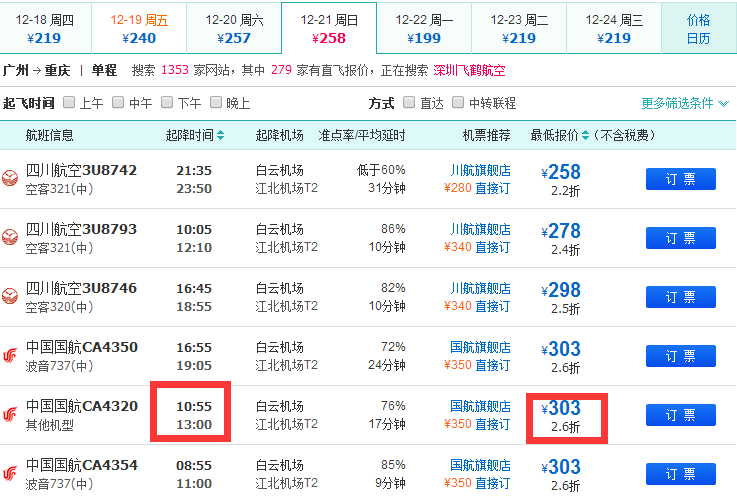 12-18 周四 12-19 周五 12-20 周六 12-21 周日 12-22 周一 12-23 周二 12-24 周三 价格
¥219 ¥240 ¥257 ¥258 ¥199 ¥219 ¥219 日历
广州→重庆 | 单程 搜索 1353 家网站，其中 279 家有直飞报价，正在搜索 深圳飞鹤航空
起飞时间 上午 中午 下午 晚上 方式 直达 中转联程 更多筛选条件
航班信息 起降时间 起降机场 准点率/平均延时 机票推荐 最低报价 (不含税费)
四川航空3U8742 21:35 白云机场 低于60% 川航旗舰店 ¥258 订 票
空客321(中) 23:50 江北机场T2 31分钟 ¥280 直接订 2.2折
四川航空3U8793 10:05 白云机场 86% 川航旗舰店 ¥278 订 票
空客321(中) 12:10 江北机场T2 10分钟 ¥340 直接订 2.4折
四川航空3U8746 16:45 白云机场 82% 川航旗舰店 ¥298 订 票
空客320(中) 18:55 江北机场T2 10分钟 ¥340 直接订 2.5折
中国国航CA4350 16:55 白云机场 72% 国航旗舰店 ¥303 订 票
波音737(中) 19:05 江北机场T2 24分钟 ¥350 直接订 2.6折
中国国航CA4320 10:55 白云机场 76% 国航旗舰店 ¥303 订 票
其他机型 13:00 江北机场T2 17分钟 ¥350 直接订 2.6折
中国国航CA4354 08:55 白云机场 85% 国航旗舰店 ¥303 订 票
波音737(中) 11:00 江北机场T2 9分钟 ¥350 直接订 2.6折